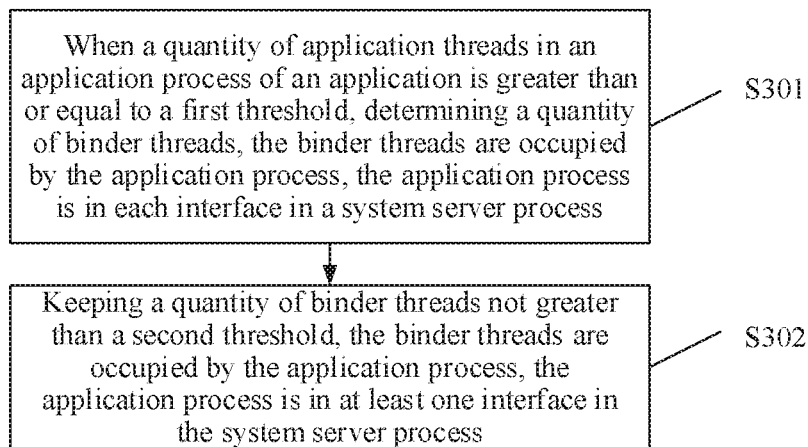 When a quantity of application threads in an
application process of an application is greater than
or equal to a first threshold, determining a quantity
of binder threads, the binder threads are occupied
by the application process, the application process
is in each interface in a system server process
S301
Keeping a quantity of binder threads not greater
than a second threshold, the binder threads are
occupied by the application process, the
application process is in at least one interface in
the system server process
S302